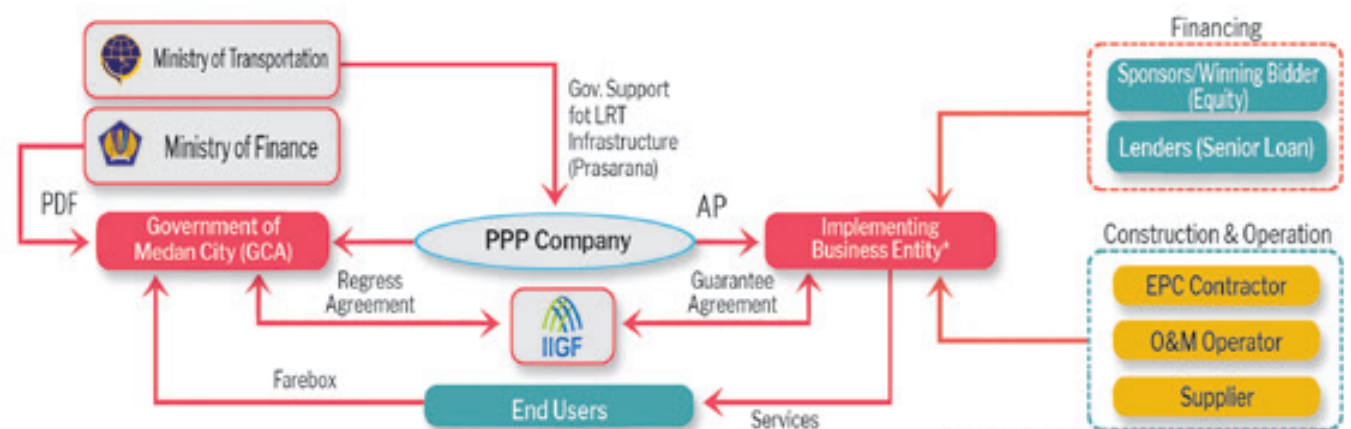 Ministry of Transportation
Ministry of Finance
PDF
Gov. Support
fot LRT
Infrastructure
(Prasarana)
Financing
Sponsors/Winning Bidder
(Equity)
Lenders (Senior Loan)
Government of
Medan City (GCA)
PPP Company
AP
Implementing
Business Entity*
Regress
Agreement
IIGF
Guarantee
Agreement
Construction & Operation
EPC Contractor
O&M Operator
Supplier
Farebox
End Users
Services